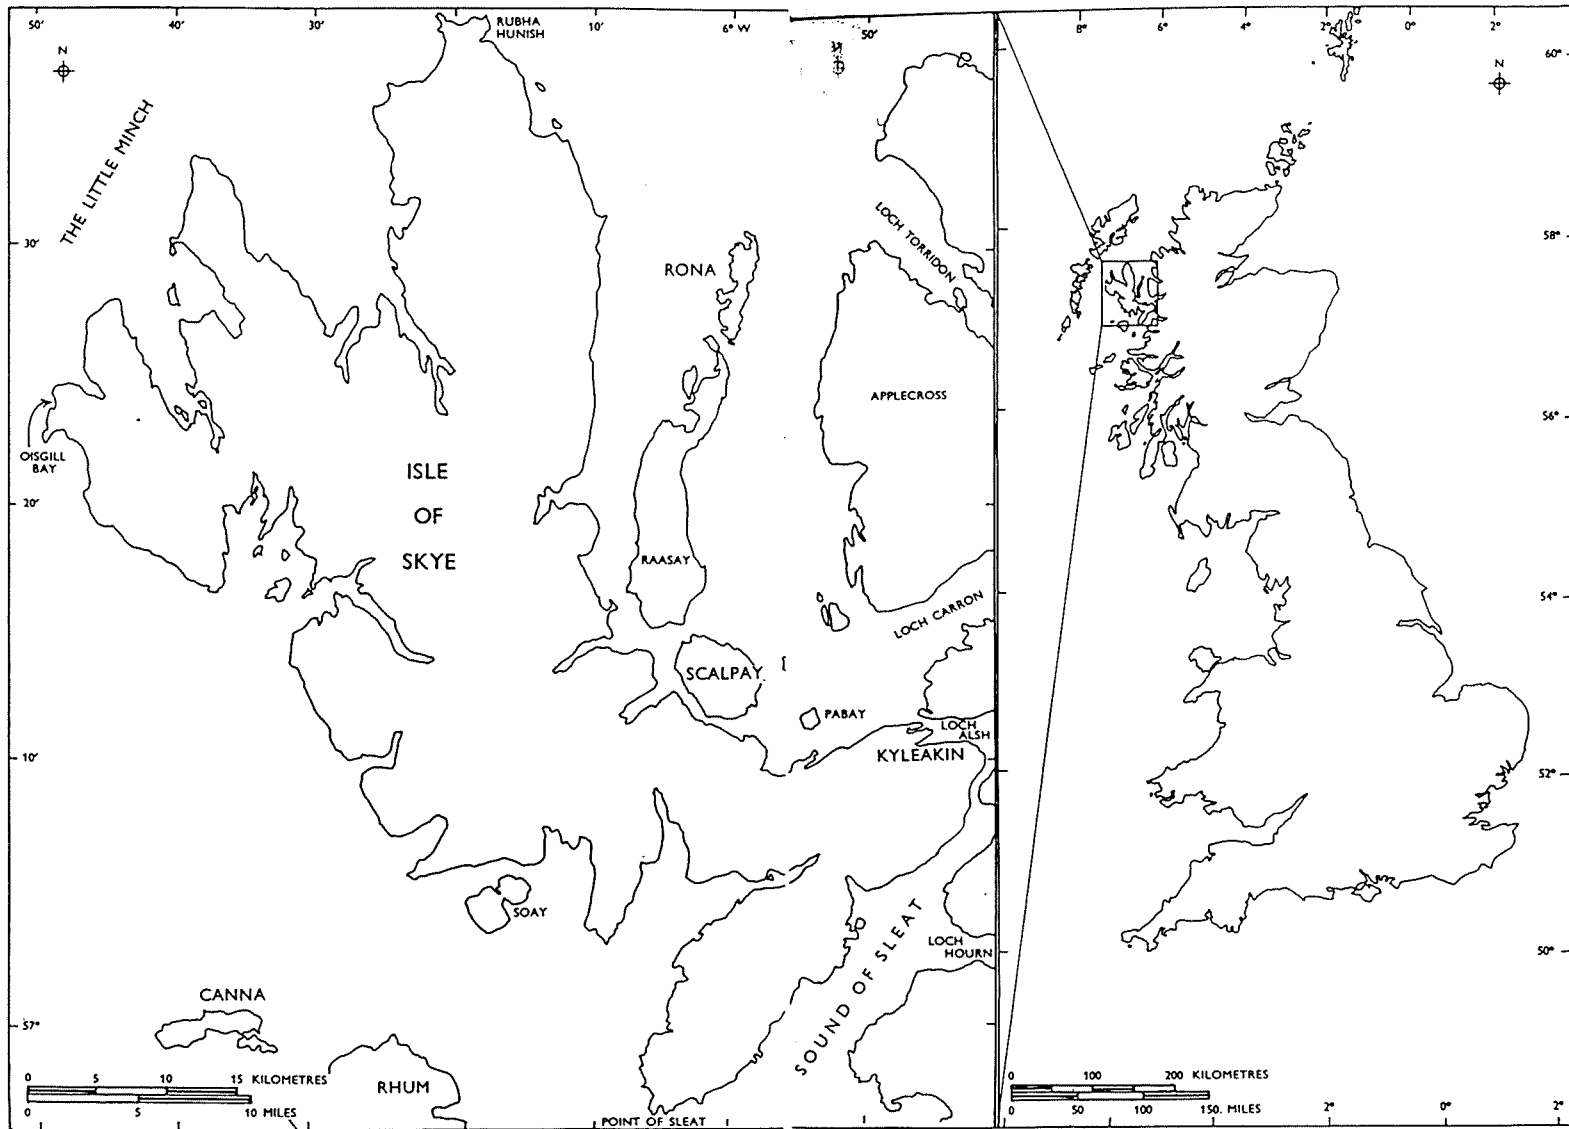 50'
40'
30'
10'
6° W
50'
RUBHA
HUNISH
N
THE LITTLE MINCH
30'
RONA
LOCH TORRIDON
APPLECROSS
OISGILL
BAY
ISLE
OF
SKYE
20'
RAASAY
LOCH CARRON
SCALPAY
PABAY
LOCH
ALSH
KYLEAKIN
10'
SOAY
SOUND OF SLEAT
LOCH
HOURN
CANNA
57°
RHUM
0 5 10 15 KILOMETRES
0 5 10 MILES
POINT OF SLEAT
8° 6° 4° 2° 0° 2°
N
60°
58°
56°
54°
52°
50°
0 100 200 KILOMETRES
0 50 100 150. MILES
2° 0° 2°